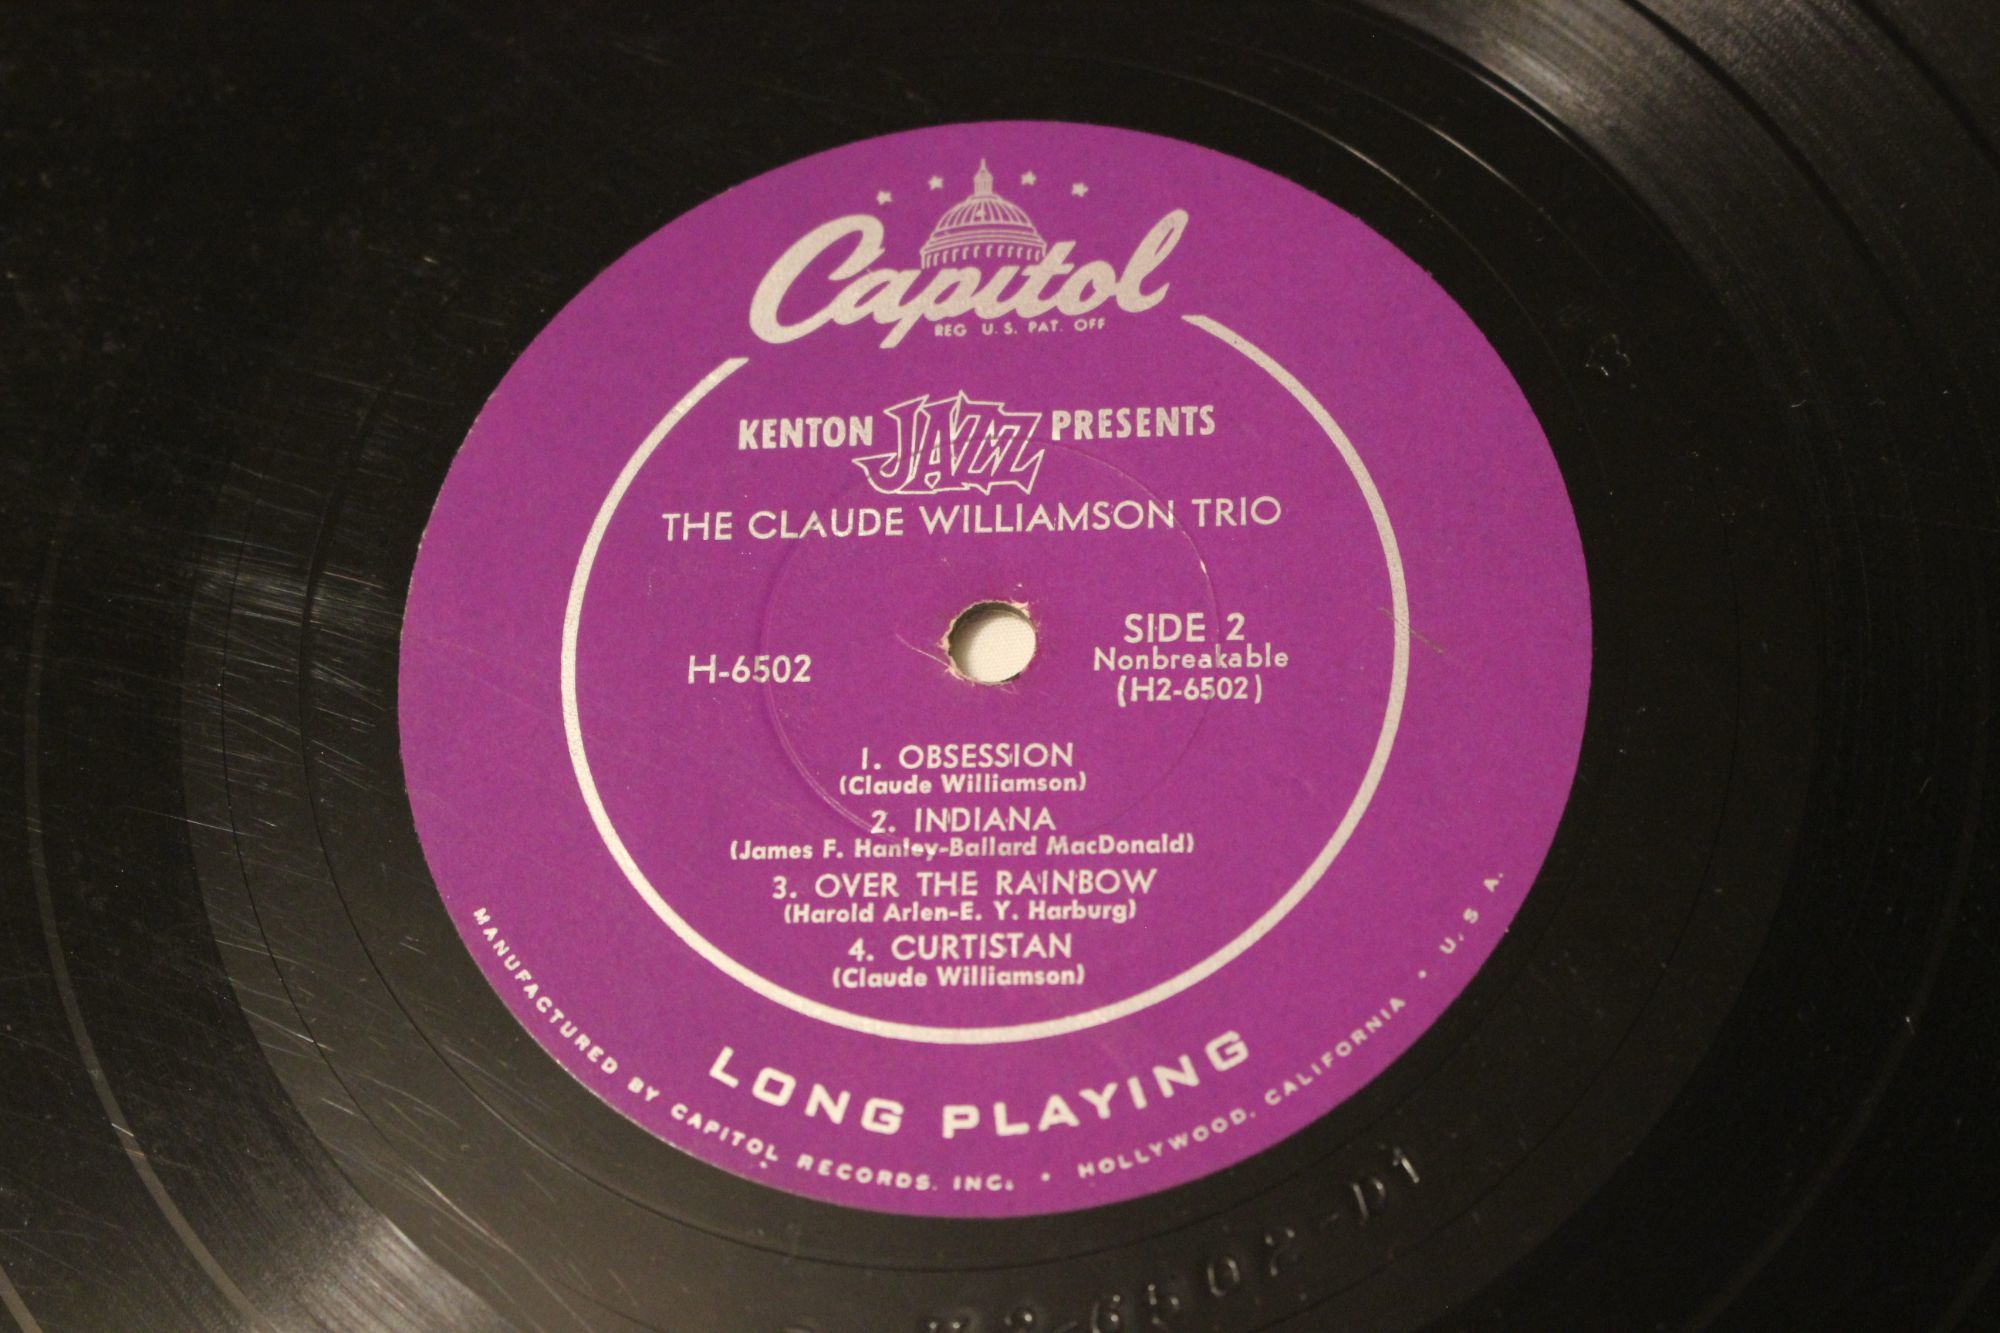 Capitol
REG U.S. PAT. OFF
KENTON JAZZ PRESENTS
THE CLAUDE WILLIAMSON TRIO
H-6502
SIDE 2
Nonbreakable
(H2-6502)
1. OBSESSION
(Claude Williamson)
2. INDIANA
(James F. Hanley-Ballard MacDonald)
3. OVER THE RAINBOW
(Harold Arlen-E. Y. Harburg)
4. CURTISTAN
(Claude Williamson)
LONG PLAYING
MANUFACTURED BY CAPITOL RECORDS, INC. • HOLLYWOOD, CALIFORNIA • U.S.A.
-6502-D1